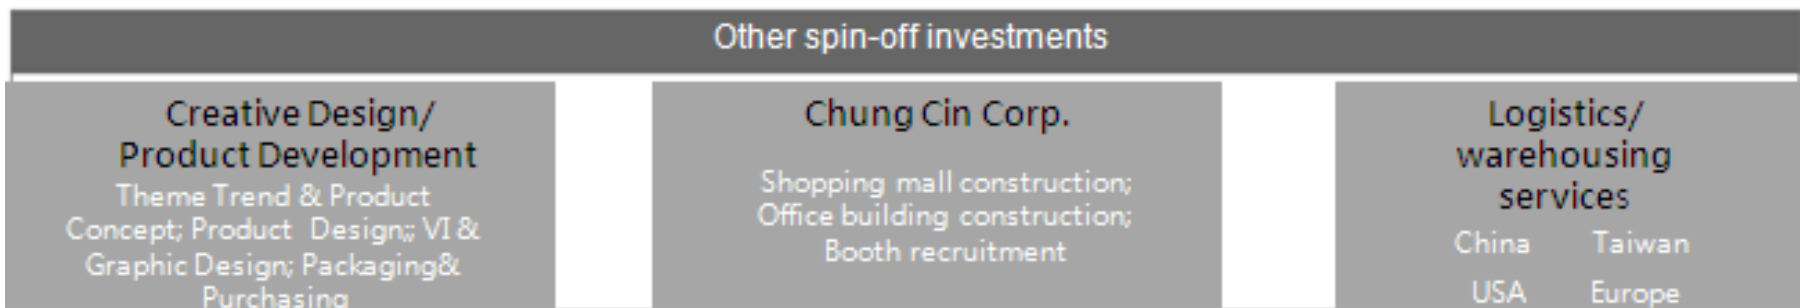 Other spin-off investments
Creative Design/
Product Development
Theme Trend & Product
Concept; Product Design;; VI &
Graphic Design; Packaging&
Purchasing
Chung Cin Corp.
Shopping mall construction;
Office building construction;
Booth recruitment
Logistics/
warehousing
services
China Taiwan
USA Europe